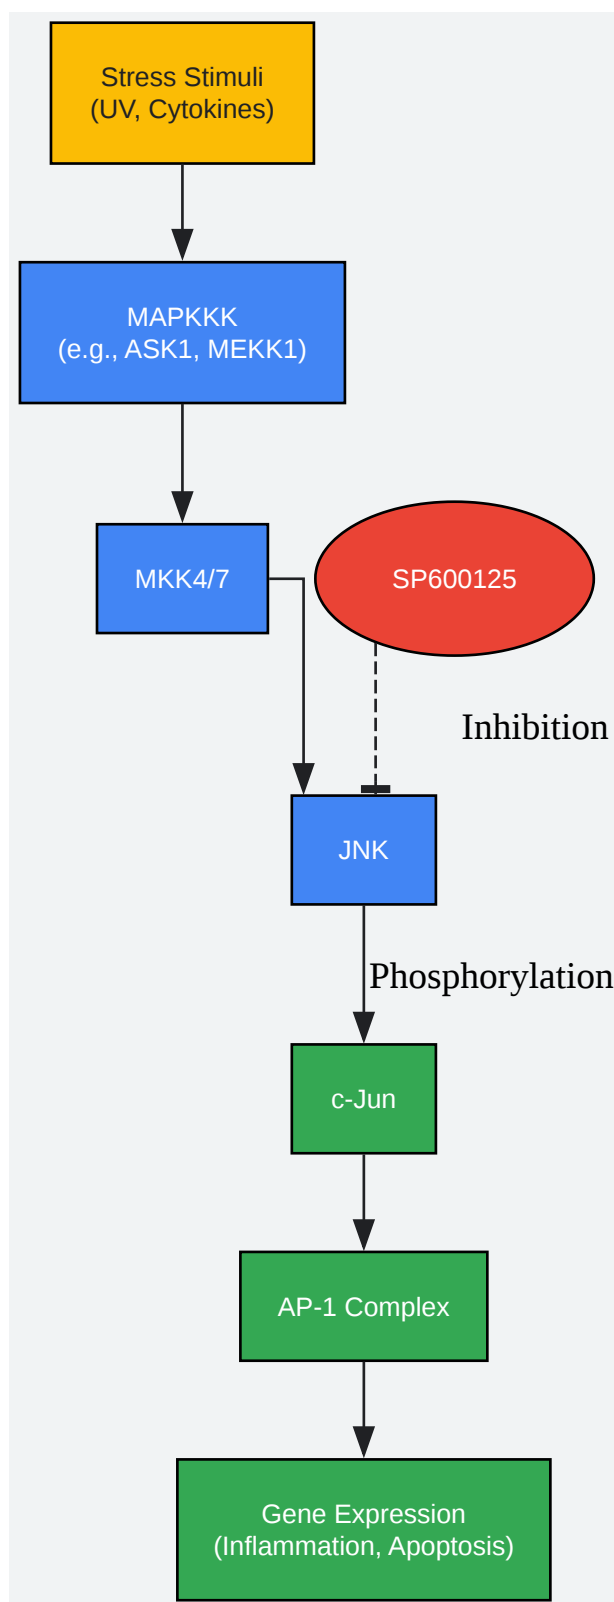 Stress Stimuli
(UV, Cytokines)
MAPKKK
(e.g., ASK1, MEKK1)
MKK4/7
SP600125
Inhibition
JNK
Phosphorylation
c-Jun
AP-1 Complex
Gene Expression
(Inflammation, Apoptosis)